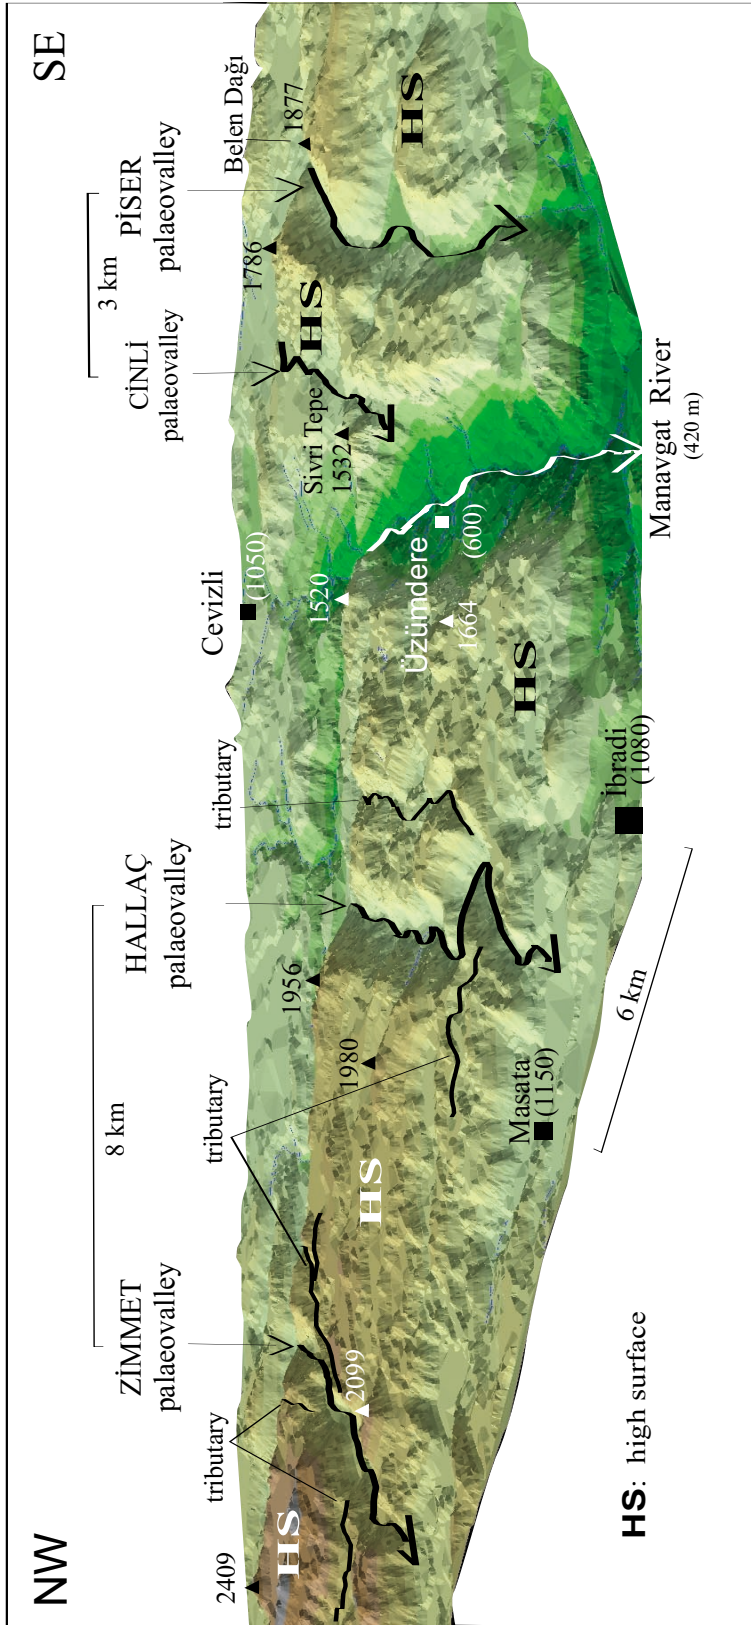 NW
SE
8 km
3 km
ZİMMET
palaeovalley
HALLAÇ
palaeovalley
CİNLİ
palaeovalley
PİSER
palaeovalley
2409
tributary
tributary
1956
tributary
Cevizli
(1050)
1786
Belen Dağı
1877
HS
2099
HS
1980
1520
Sivri Tepe
1532
HS
HS
Üzümdere
(600)
1664
HS
Masata
(1150)
İbradi
(1080)
Manavgat River
(420 m)
6 km
HS: high surface